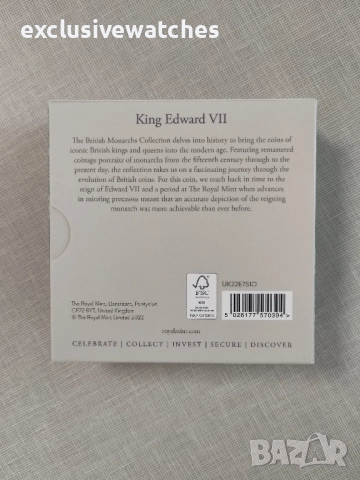 exclusivewatches
King Edward VII
The British Monarchs Collection delves into history to bring the coins of
iconic British kings and queens into the modern age. Featuring remastered
coinage portraits of monarchs from the fifteenth century through to the
present day, the collection takes us on a fascinating journey through the
evolution of British coins. For this coin, we reach back in time to the
reign of Edward VII and a period at The Royal Mint when advances
in minting processes meant that an accurate depiction of the reigning
monarch was more achievable than ever before.
FSC
UK22E7S1O
5 026177 570394 >
The Royal Mint, Llantrisant, Pontyclun,
CF72 8YT, United Kingdom
© The Royal Mint Limited 2022
royalmint.com
CELEBRATE | COLLECT | INVEST | SECURE | DISCOVER
BAZAR